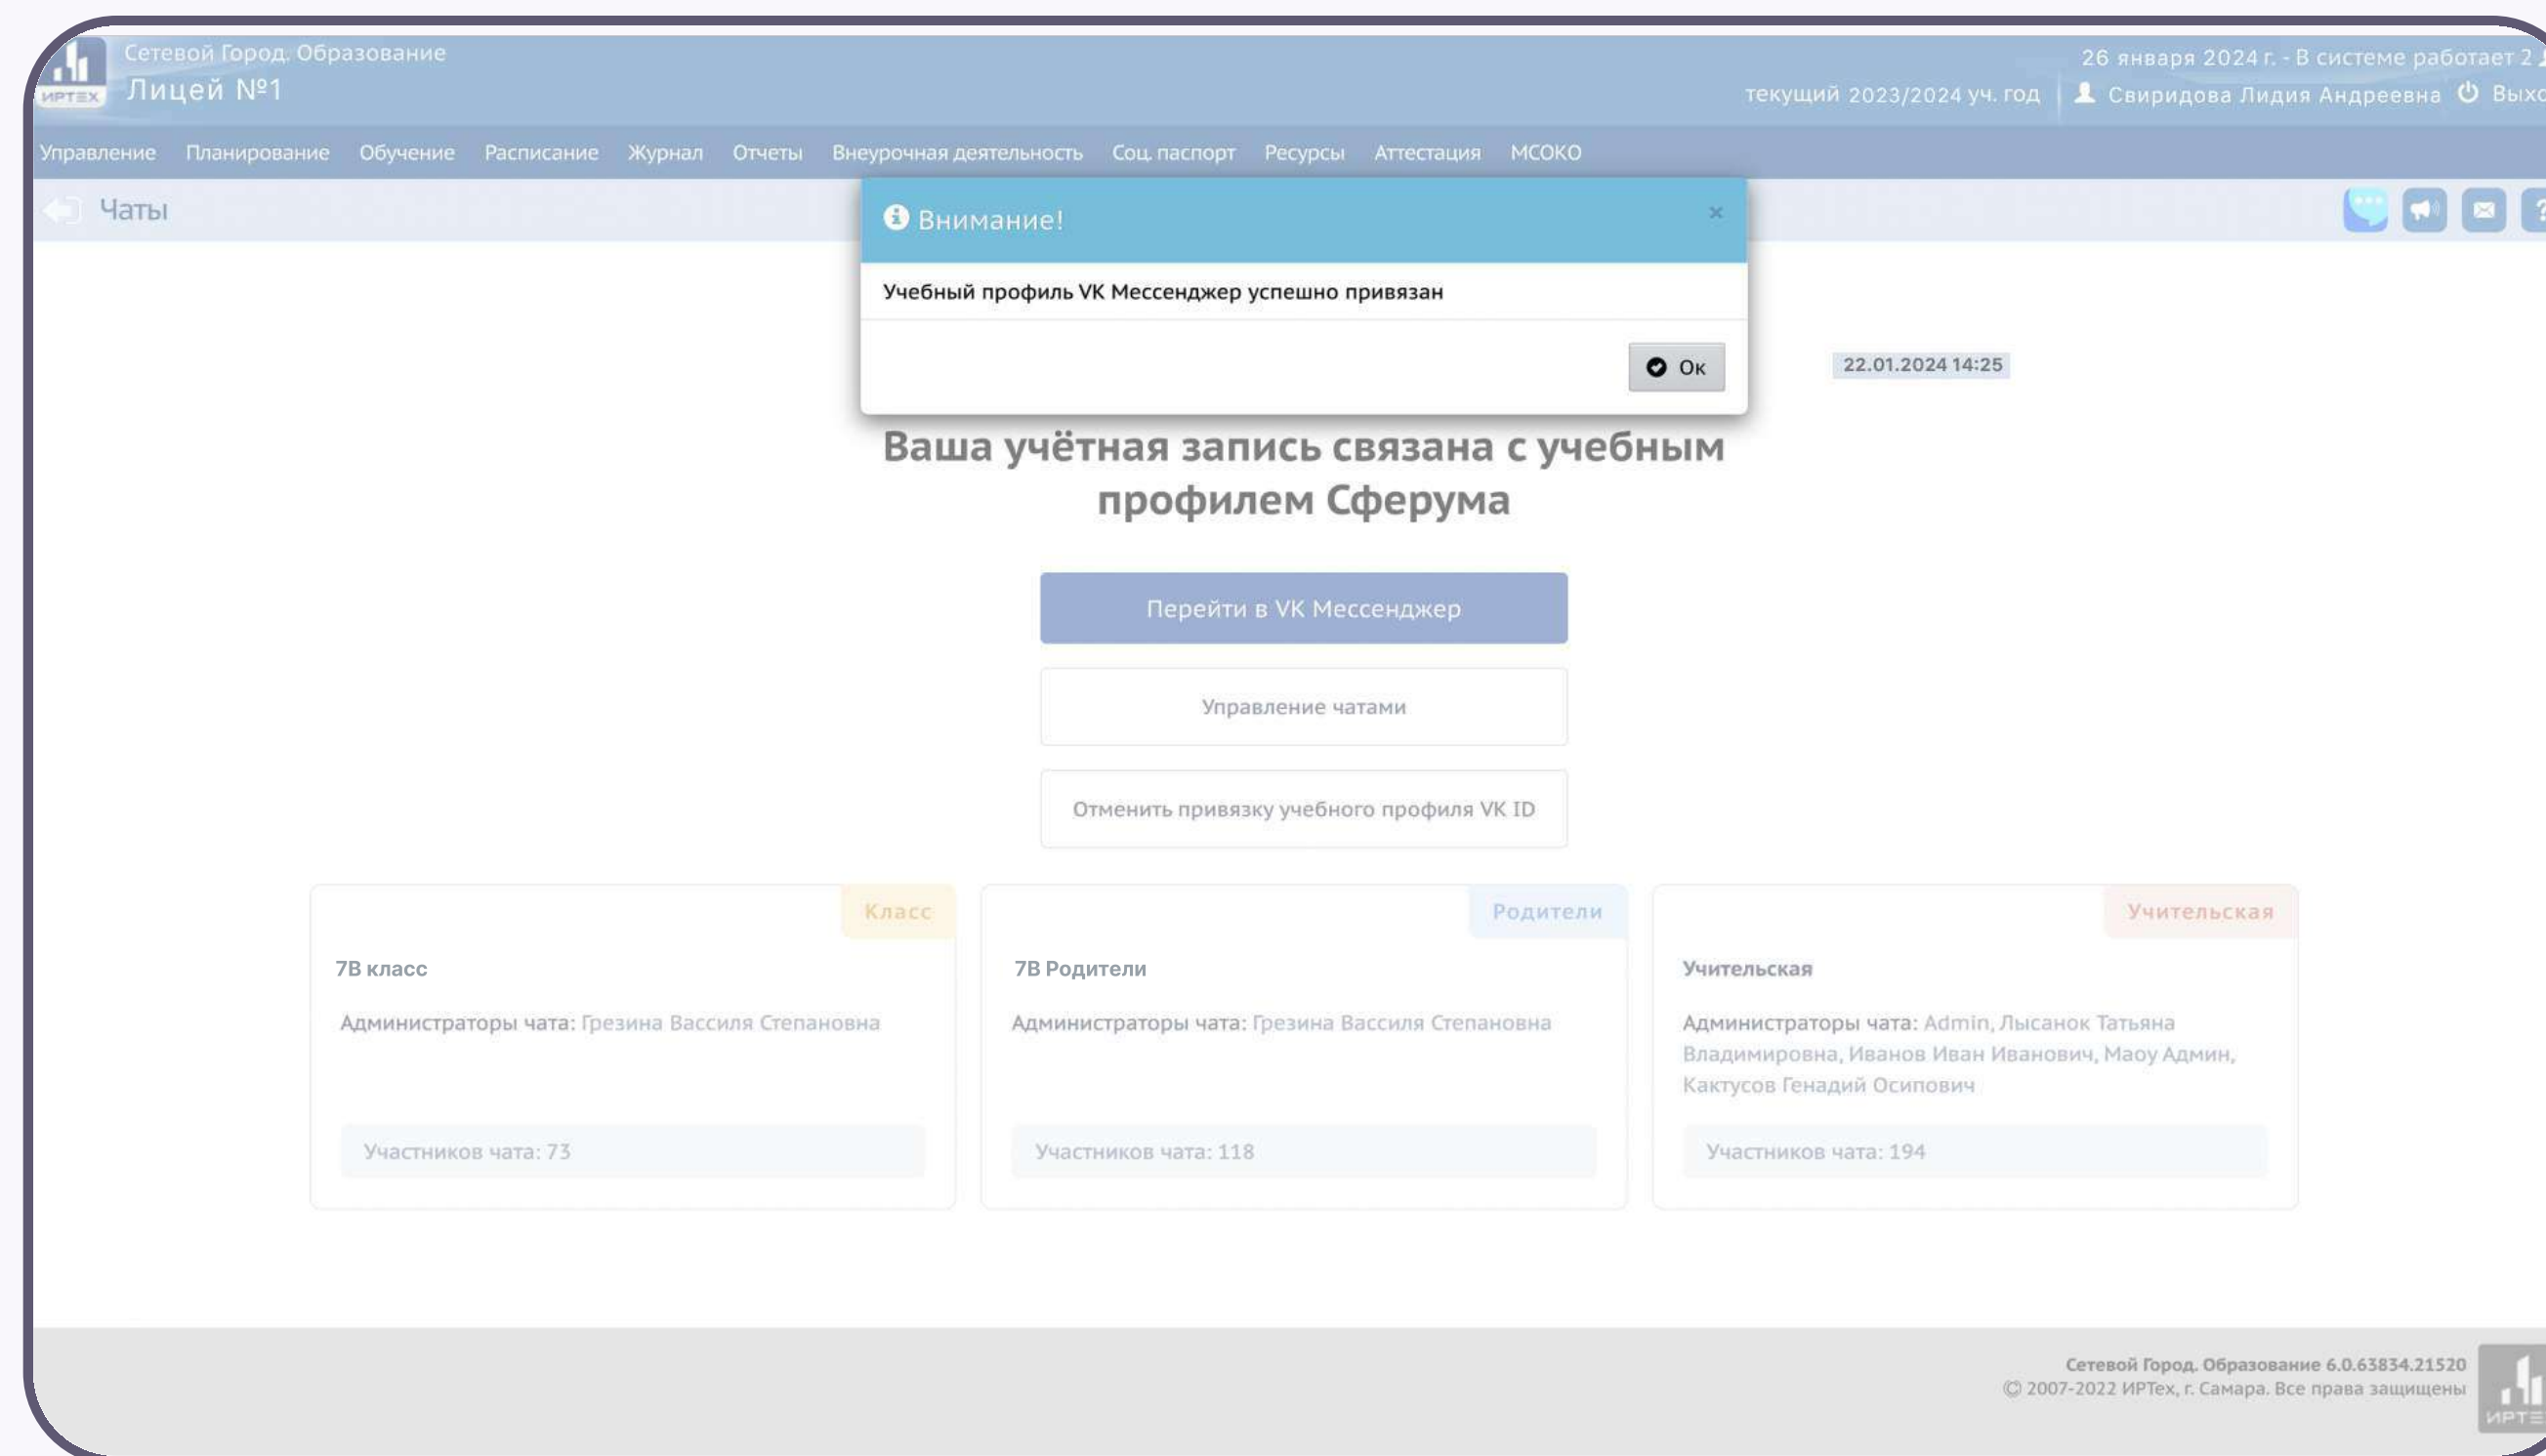 Сетевой Город. Образование
Лицей №1
ИРТЕХ
26 января 2024 г. - В системе работает 2
текущий 2023/2024 уч. год
Свиридова Лидия Андреевна
Управление Планирование Обучение Расписание Журнал Отчеты Внеурочная деятельность Соц. паспорт Ресурсы Аттестация МСОКО
Чаты
Внимание!
×
Учебный профиль VK Мессенджер успешно привязан
Ок
22.01.2024 14:25
Ваша учётная запись связана с учебным
профилем Сферума
Перейти в VK Мессенджер
Управление чатами
Отменить привязку учебного профиля VK ID
Класс
7В класс
Администраторы чата: Грезина Вассиля Степановна
Участников чата: 73
Родители
7В Родители
Администраторы чата: Грезина Вассиля Степановна
Участников чата: 118
Учительская
Учительская
Администраторы чата: Admin, Лысанок Татьяна
Владимировна, Иванов Иван Иванович, Маоу Админ,
Кактусов Генадий Осипович
Участников чата: 194
Сетевой Город. Образование 6.0.63834.21520
© 2007-2022 ИРТех, г. Самара. Все права защищены